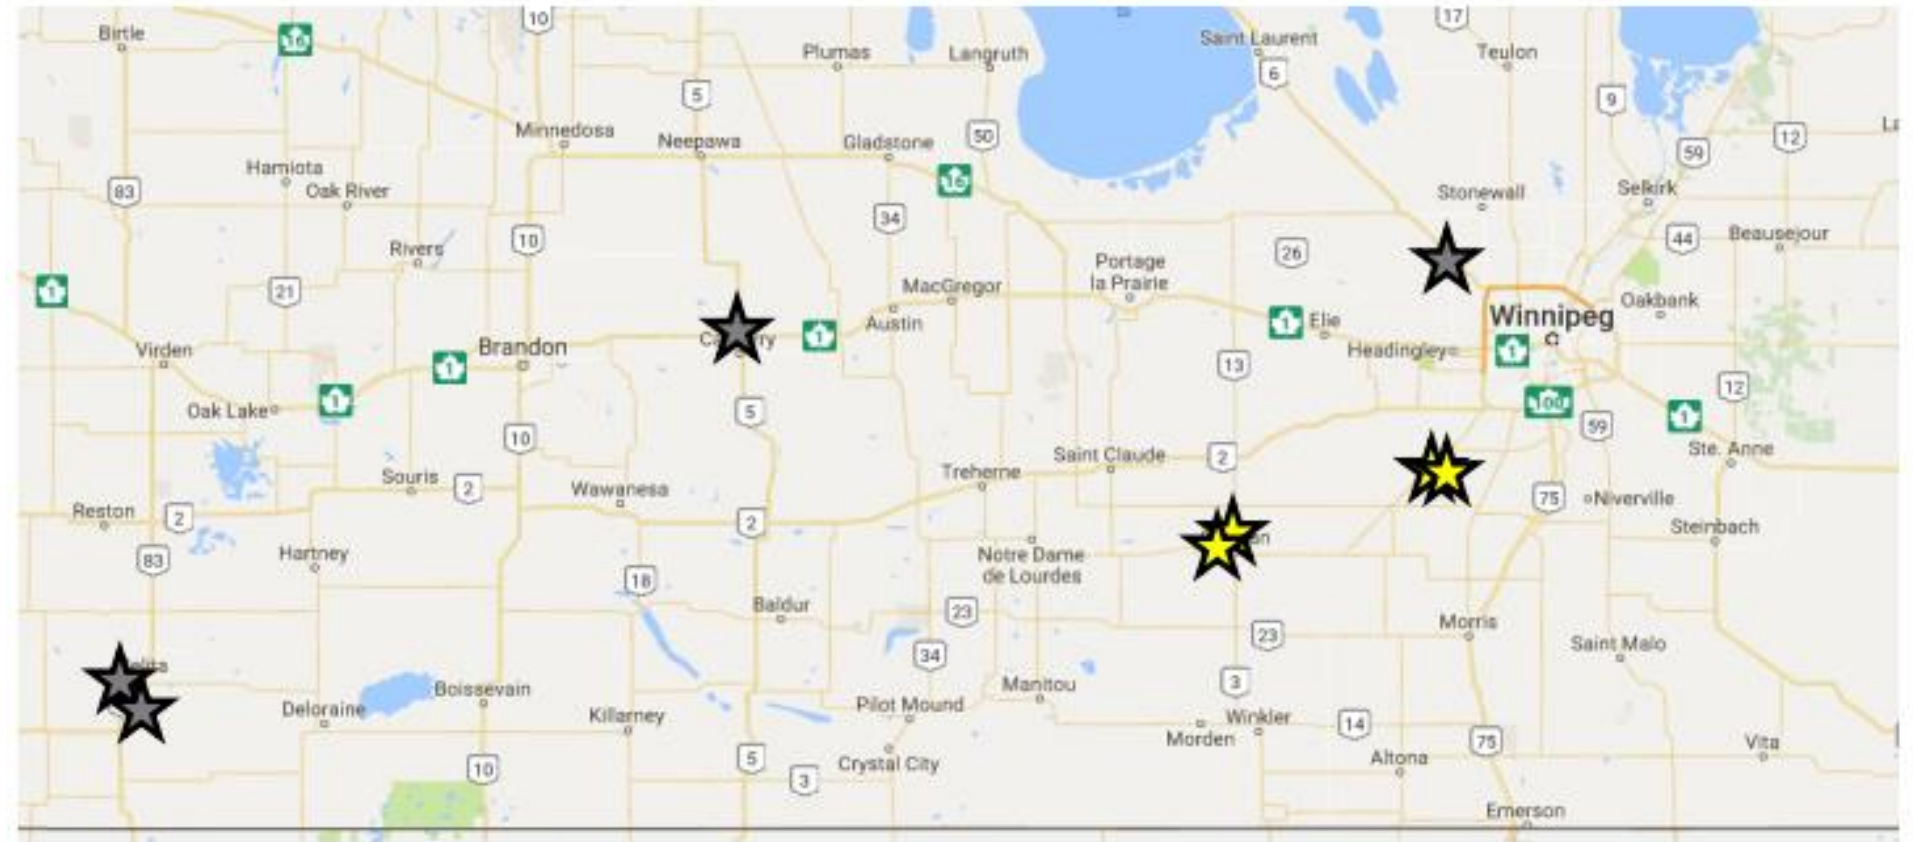 10
17
Birtle
16
Saint Laurent
Plumas
Langruth
Teulon
6
5
9
Minnedosa
Neepawa
Gladstone
50
12
59
Hamiota
Oak River
83
16
Stonewall
Selkirk
34
10
44
Beausejour
Rivers
26
Portage
la Prairie
1
21
MacGregor
Oakbank
Austin
1
1
Elie
Winnipeg
Virden
Brandon
Headingley
1
1
13
12
Oak Lake
1
5
100
1
59
10
Ste. Anne
Saint Claude
2
Treherne
Souris
2
Wawanesa
75
Niverville
Reston
2
2
Steinbach
Hartney
83
Notre Dame
de Lourdes
18
Baldur
23
23
Morris
Saint Malo
34
Manitou
3
Boissevain
Deloraine
Killarney
Pilot Mound
Winkler
14
Morden
75
Vita
5
Altona
Crystal City
10
3
Emerson